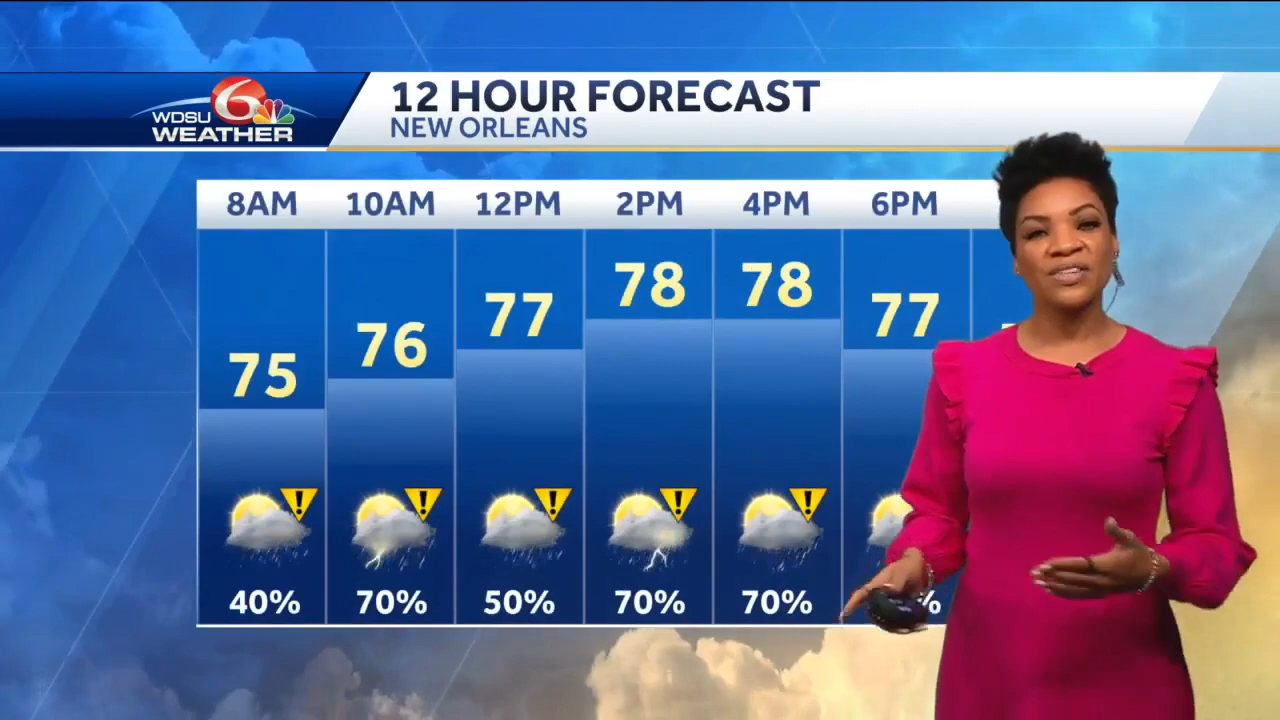 WDSU 6
WEATHER
12 HOUR FORECAST
NEW ORLEANS
8AM 10AM 12PM 2PM 4PM 6PM
75 76 77 78 78 77
! ! ! ! !
40% 70% 50% 70% 70% %